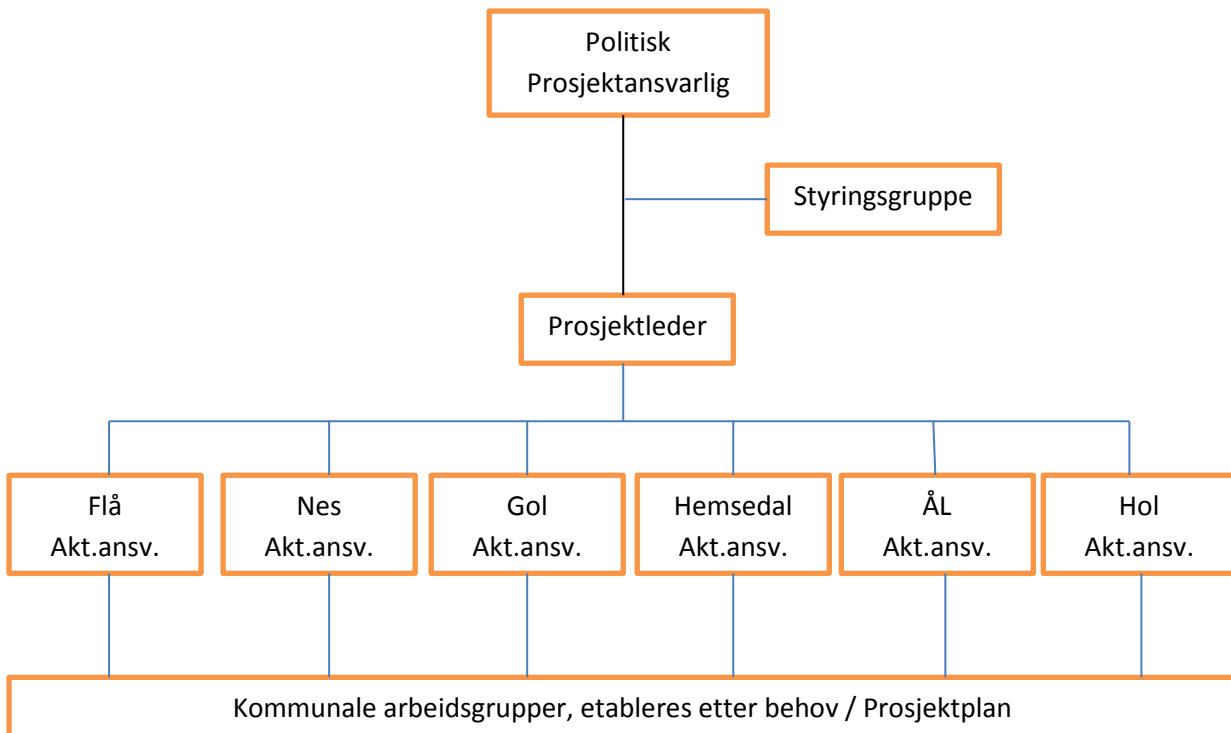 Politisk
Prosjektansvarlig
Styringsgruppe
Prosjektleder
Flå
Akt.ansv.
Nes
Akt.ansv.
Gol
Akt.ansv.
Hemsedal
Akt.ansv.
ÅL
Akt.ansv.
Hol
Akt.ansv.
Kommunale arbeidsgrupper, etableres etter behov / Prosjektplan